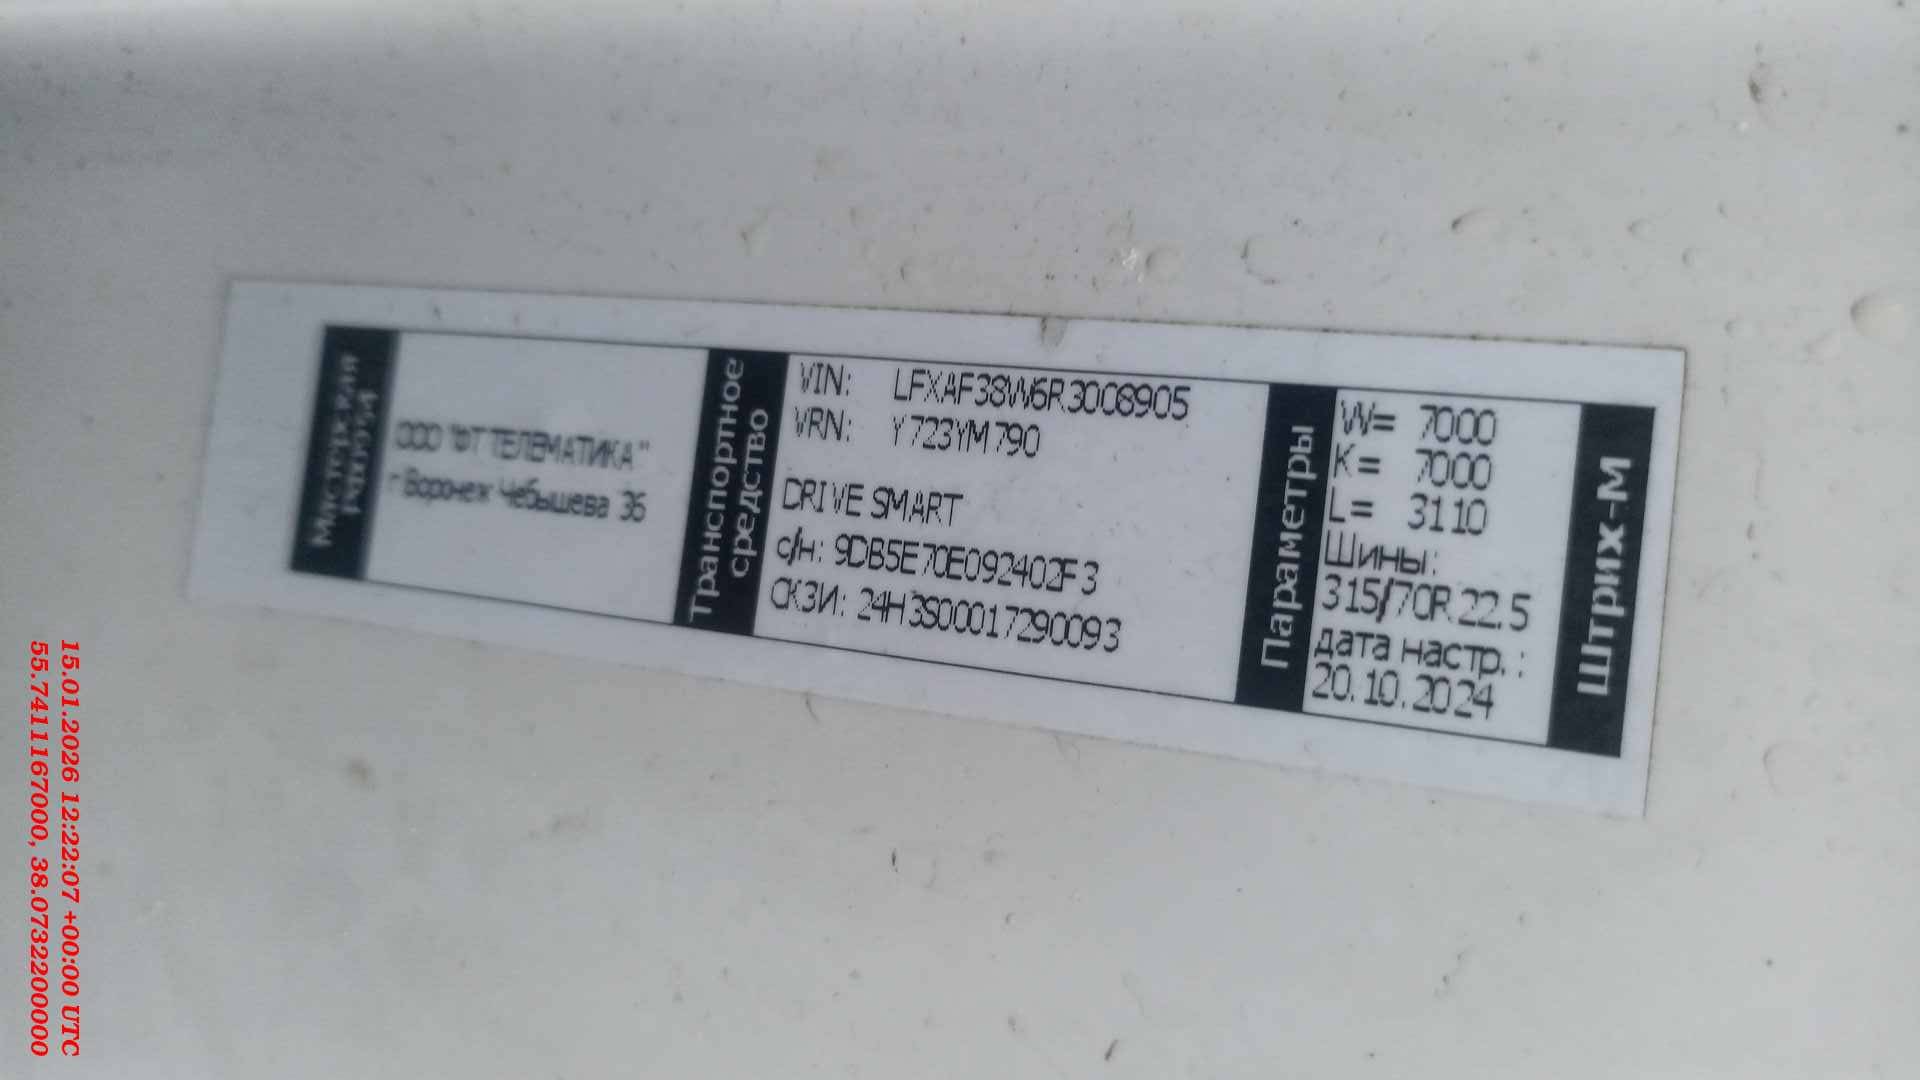 Мастерская
ООО "ФТ ТЕЛЕМАТИКА"
г Воронеж Чебышева 36
Транспортное
средство
VIN: LFXAF38W6R3008905
VRN: Y723YM790
DRIVE SMART
с/н: 9DB5E70E092402F3
СКЗИ: 24H3S00017290093
Параметры
W= 7000
K= 7000
L= 3110
Шины:
315/70R22.5
дата настр.:
20.10.2024
Штрих-М
15.01.2026 12:22:07 +00:00 UTC
55.7411167000, 38.0732200000